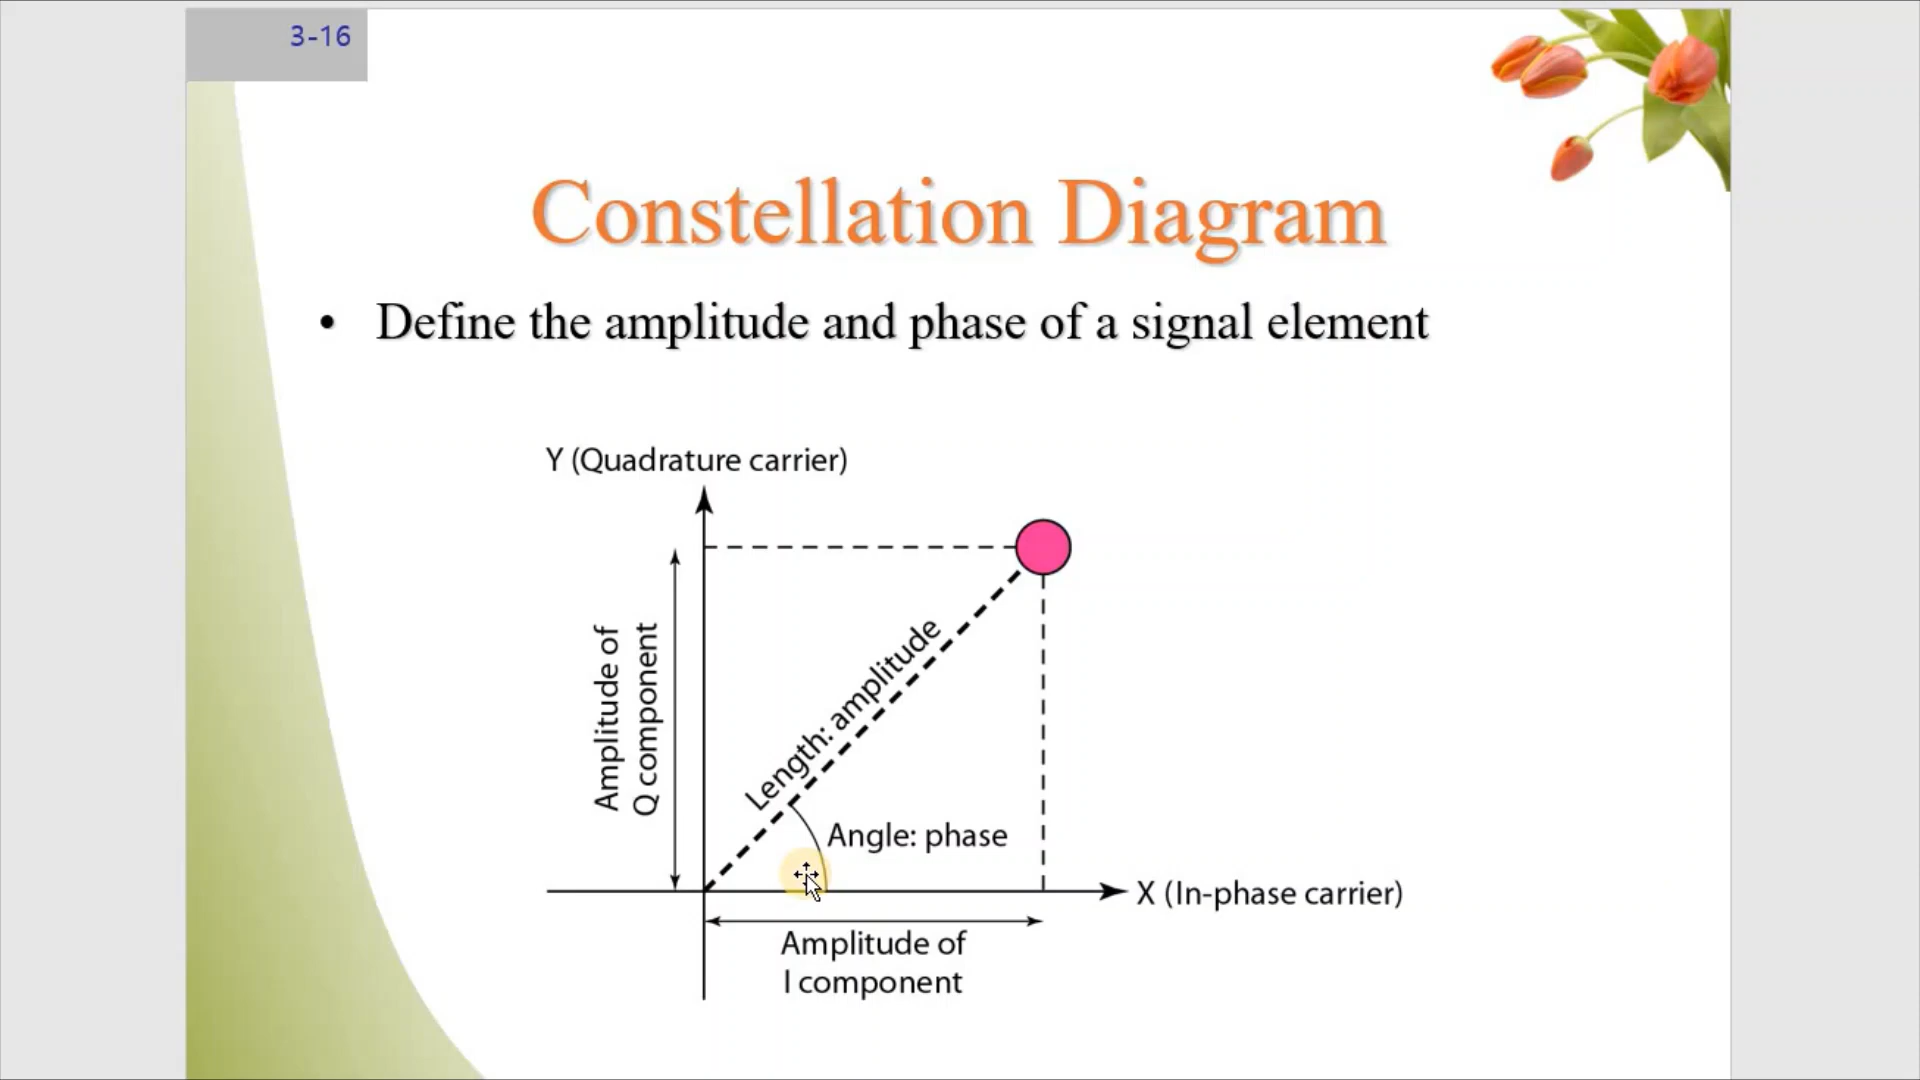 3-16
Constellation Diagram
• Define the amplitude and phase of a signal element
Y (Quadrature carrier)
Amplitude of
Q component
Length: amplitude
Angle: phase
X (In-phase carrier)
Amplitude of
I component